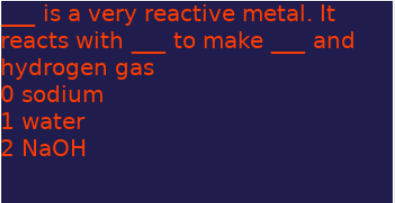 ___ is a very reactive metal. It
reacts with ___ to make ___ and
hydrogen gas
0 sodium
1 water
2 NaOH